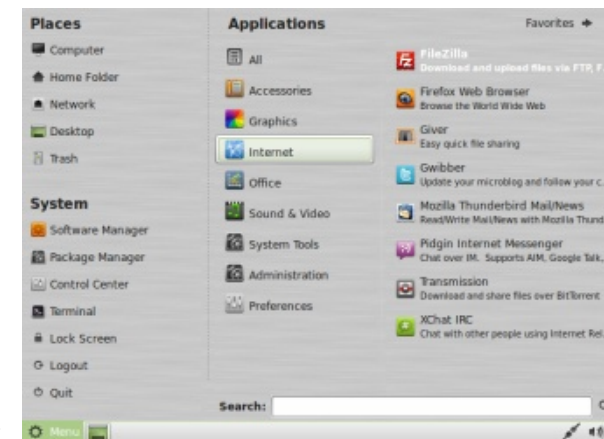 Places
Computer
Home Folder
Network
Desktop
Trash
System
Software Manager
Package Manager
Control Center
Terminal
Lock Screen
Logout
Quit
Menu
Applications
All
Accessories
Graphics
Internet
Office
Sound & Video
System Tools
Administration
Preferences
Search:
Favorites
FileZilla
Download and upload files via FTP, F
Firefox Web Browser
Browse the World Wide Web
Giver
Easy quick file sharing
Gwibber
Update your microblog and follow your c
Mozilla Thunderbird Mail/News
Read/Write Mail/News with Mozilla Thund
Pidgin Internet Messenger
Chat over IM. Supports AIM, Google Talk,
Transmission
Download and share files over BitTorrent
XChat IRC
Chat with other people using Internet Rel